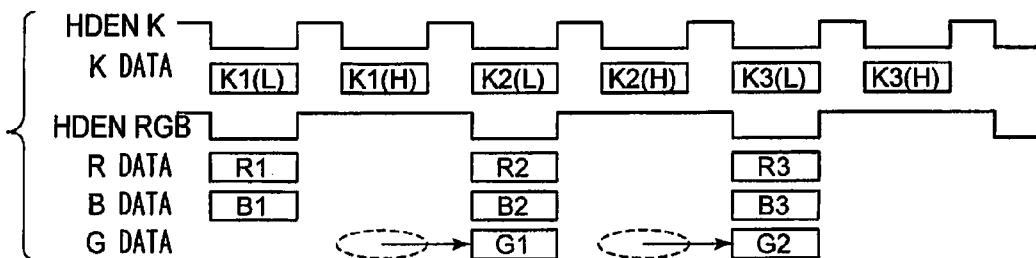 HDEN K
K DATA K1(L) K1(H) K2(L) K2(H) K3(L) K3(H)
HDEN RGB
R DATA R1 R2 R3
B DATA B1 B2 B3
G DATA G1 G2